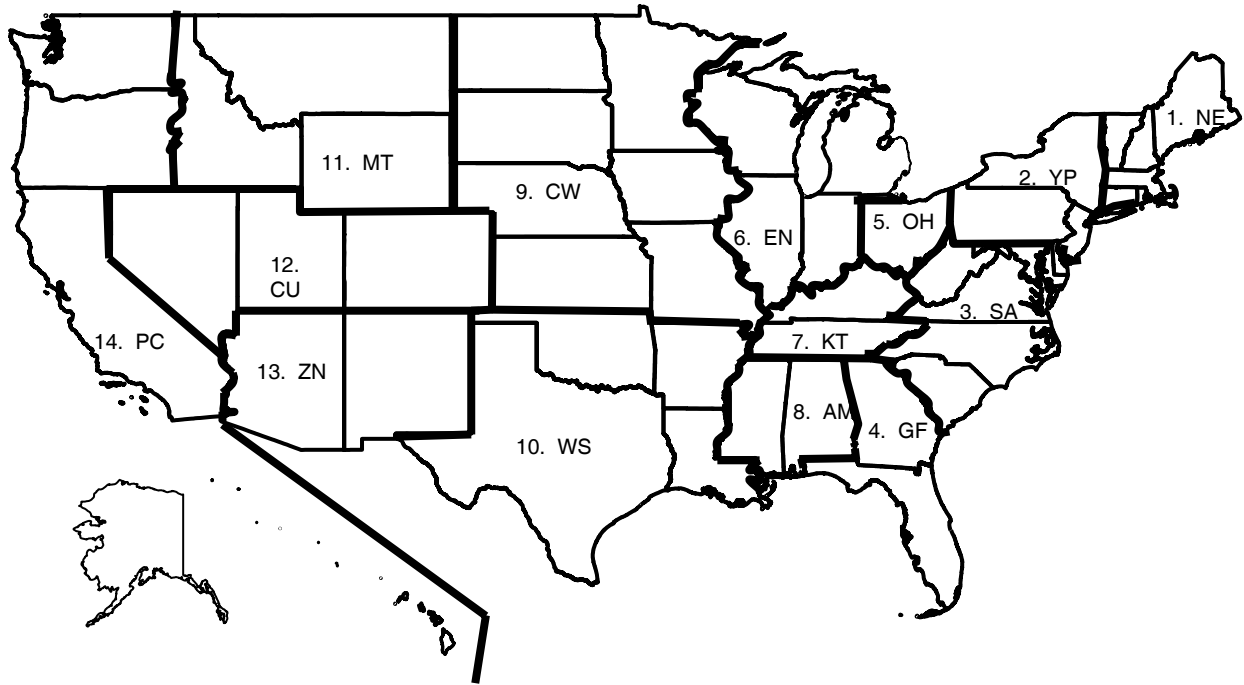 1. NE
2. YP
11. MT
9. CW
5. OH
6. EN
12.
CU
3. SA
14. PC
7. KT
13. ZN
8. AM
4. GF
10. WS